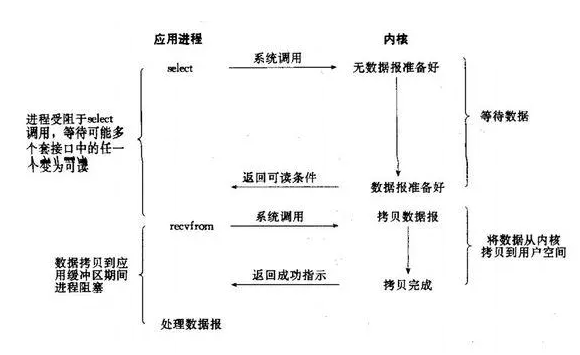 应用进程
内核
select
系统调用
无数据报准备好
进程受阻于select
调用，等待可能多
个套接口中的任一
个变为可读
等待数据
返回可读条件
数据报准备好
recvfrom
系统调用
拷贝数据报
数据拷贝到应
用缓冲区期间
进程阻塞
将数据从内核
拷贝到用户空间
返回成功指示
拷贝完成
处理数据报